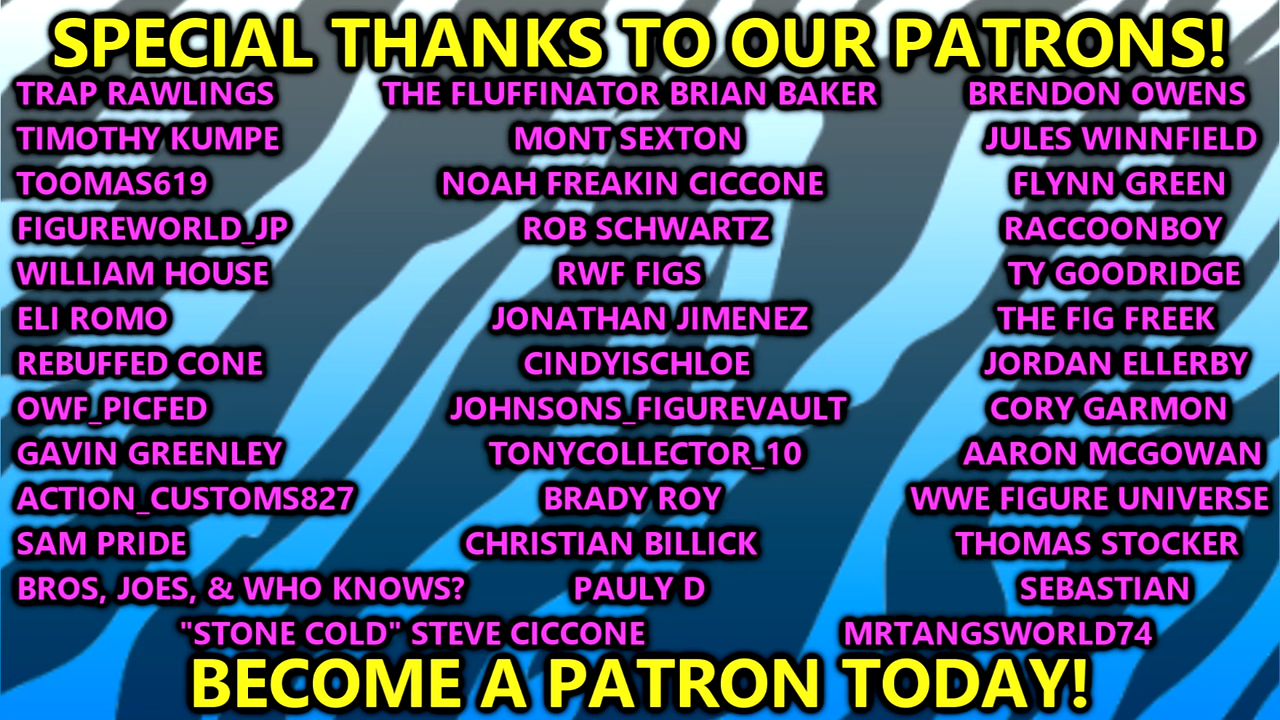 SPECIAL THANKS TO OUR PATRONS!
TRAP RAWLINGS THE FLUFFINATOR BRIAN BAKER BRENDON OWENS
TIMOTHY KUMPE MONT SEXTON JULES WINNFIELD
TOOMAS619 NOAH FREAKIN CICCONE FLYNN GREEN
FIGUREWORLD_JP ROB SCHWARTZ RACCOONBOY
WILLIAM HOUSE RWF FIGS TY GOODRIDGE
ELI ROMO JONATHAN JIMENEZ THE FIG FREEK
REBUFFED CONE CINDYISCHLOE JORDAN ELLERBY
OWF_PICFED JOHNSONS_FIGUREVAULT CORY GARMON
GAVIN GREENLEY TONYCOLLECTOR_10 AARON MCGOWAN
ACTION_CUSTOMS827 BRADY ROY WWE FIGURE UNIVERSE
SAM PRIDE CHRISTIAN BILLICK THOMAS STOCKER
BROS, JOES, & WHO KNOWS? PAULY D SEBASTIAN
"STONE COLD" STEVE CICCONE MRTANGSWORLD74
BECOME A PATRON TODAY!